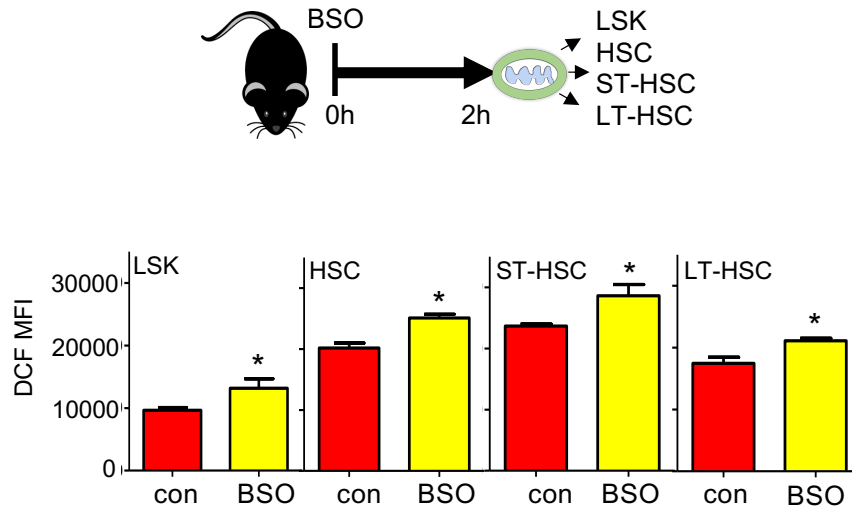 BSO
0h
2h
LSK
HSC
ST-HSC
LT-HSC
DCF MFI
30000
20000
10000
0
LSK
*
con BSO
HSC
*
con BSO
ST-HSC
*
con BSO
LT-HSC
*
con BSO